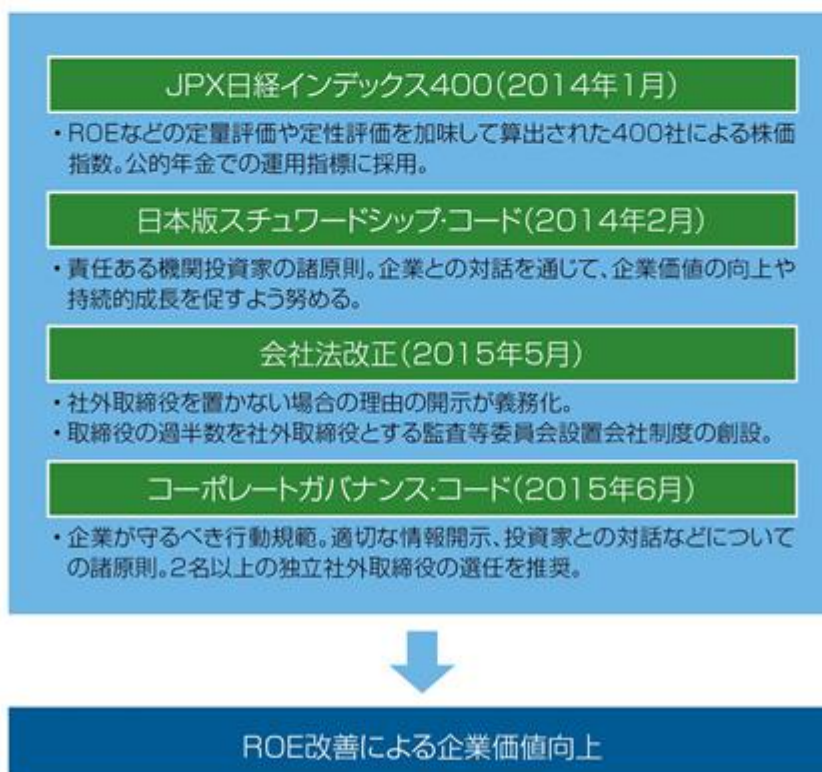 JPX日経インデックス400(2014年1月)
・ROEなどの定量評価や定性評価を加味して算出された400社による株価
指数。公的年金での運用指標に採用。
日本版スチュワードシップ・コード(2014年2月)
・責任ある機関投資家の諸原則。企業との対話を通じて、企業価値の向上や
持続的成長を促すよう努める。
会社法改正(2015年5月)
・社外取締役を置かない場合の理由の開示が義務化。
・取締役の過半数を社外取締役とする監査等委員会設置会社制度の創設。
コーポレートガバナンス・コード(2015年6月)
・企業が守るべき行動規範。適切な情報開示、投資家との対話などについて
の諸原則。2名以上の独立社外取締役の選任を推奨。
ROE改善による企業価値向上